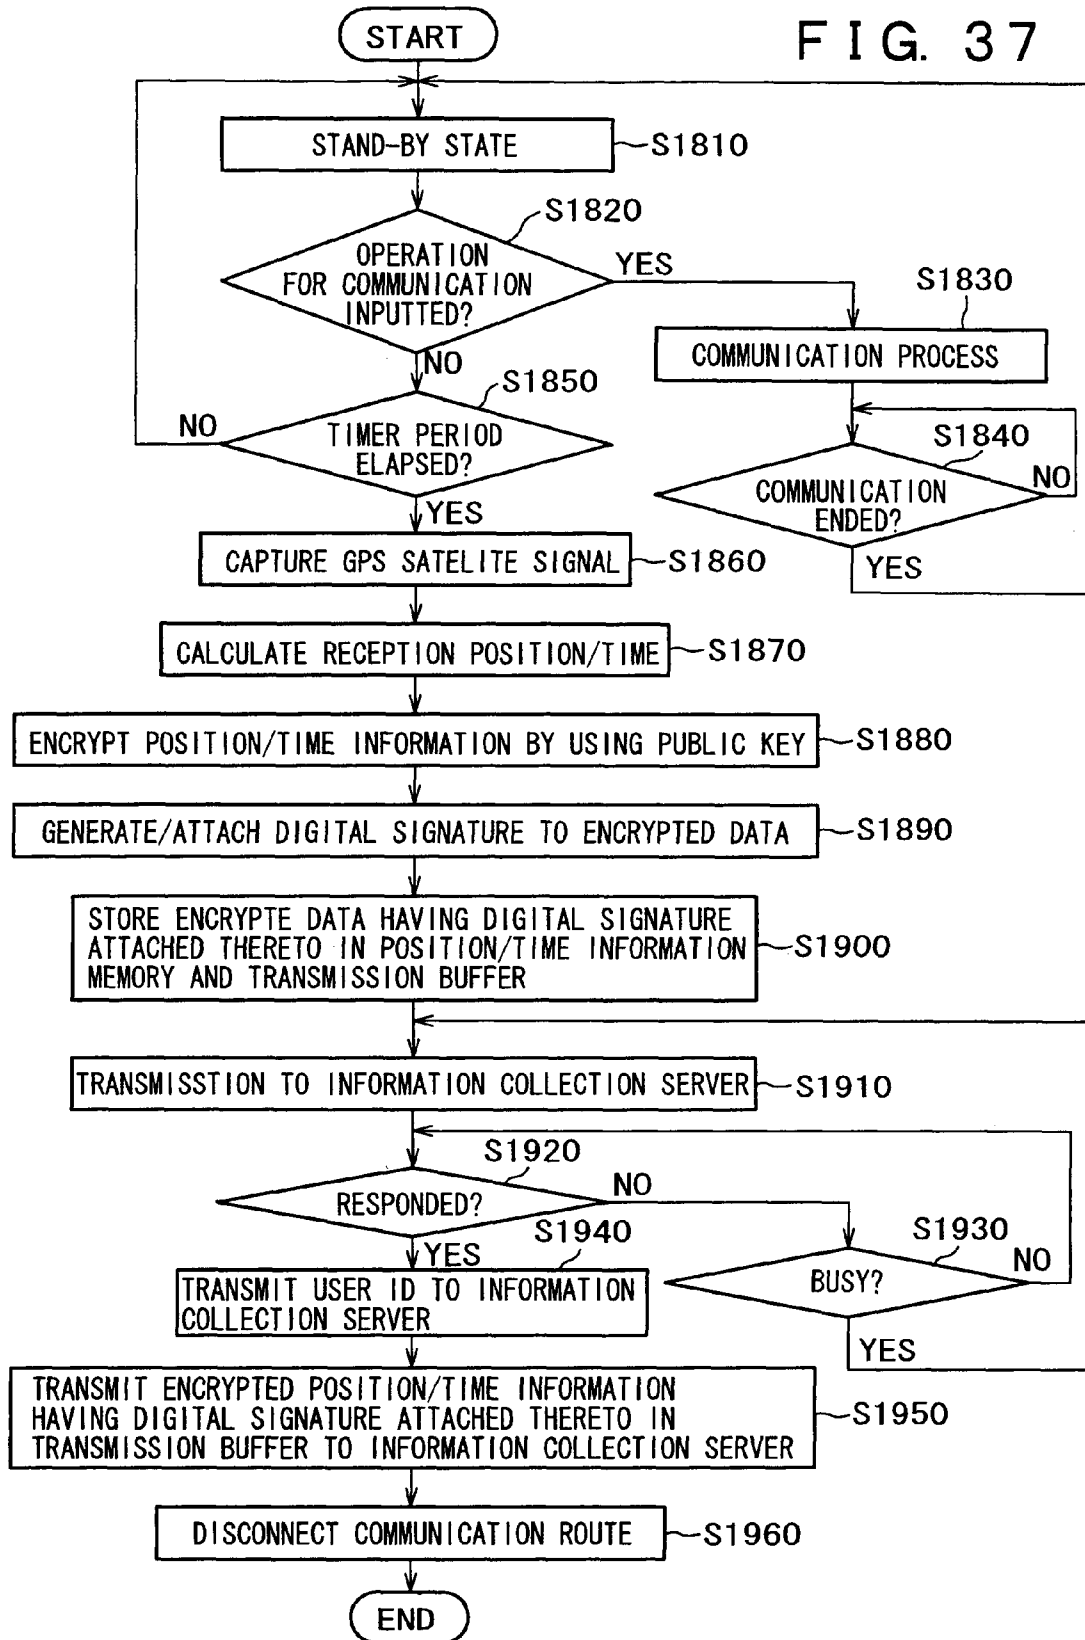 START
FIG. 37
STAND-BY STATE
S1810
S1820
OPERATION
FOR COMMUNICATION
INPUTTED?
YES
S1830
COMMUNICATION PROCESS
NO
S1850
NO
TIMER PERIOD
ELAPSED?
S1840
NO
COMMUNICATION
ENDED?
YES
YES
CAPTURE GPS SATELITE SIGNAL
S1860
CALCULATE RECEPTION POSITION/TIME
S1870
ENCRYPT POSITION/TIME INFORMATION BY USING PUBLIC KEY
S1880
GENERATE/ATTACH DIGITAL SIGNATURE TO ENCRYPTED DATA
S1890
STORE ENCRYPTE DATA HAVING DIGITAL SIGNATURE
ATTACHED THERETO IN POSITION/TIME INFORMATION
MEMORY AND TRANSMISSION BUFFER
S1900
TRANSMISSTION TO INFORMATION COLLECTION SERVER
S1910
S1920
RESPONDED?
NO
S1930
NO
BUSY?
YES
YES
S1940
TRANSMIT USER ID TO INFORMATION
COLLECTION SERVER
TRANSMIT ENCRYPTED POSITION/TIME INFORMATION
HAVING DIGITAL SIGNATURE ATTACHED THERETO IN
TRANSMISSION BUFFER TO INFORMATION COLLECTION SERVER
S1950
DISCONNECT COMMUNICATION ROUTE
S1960
END